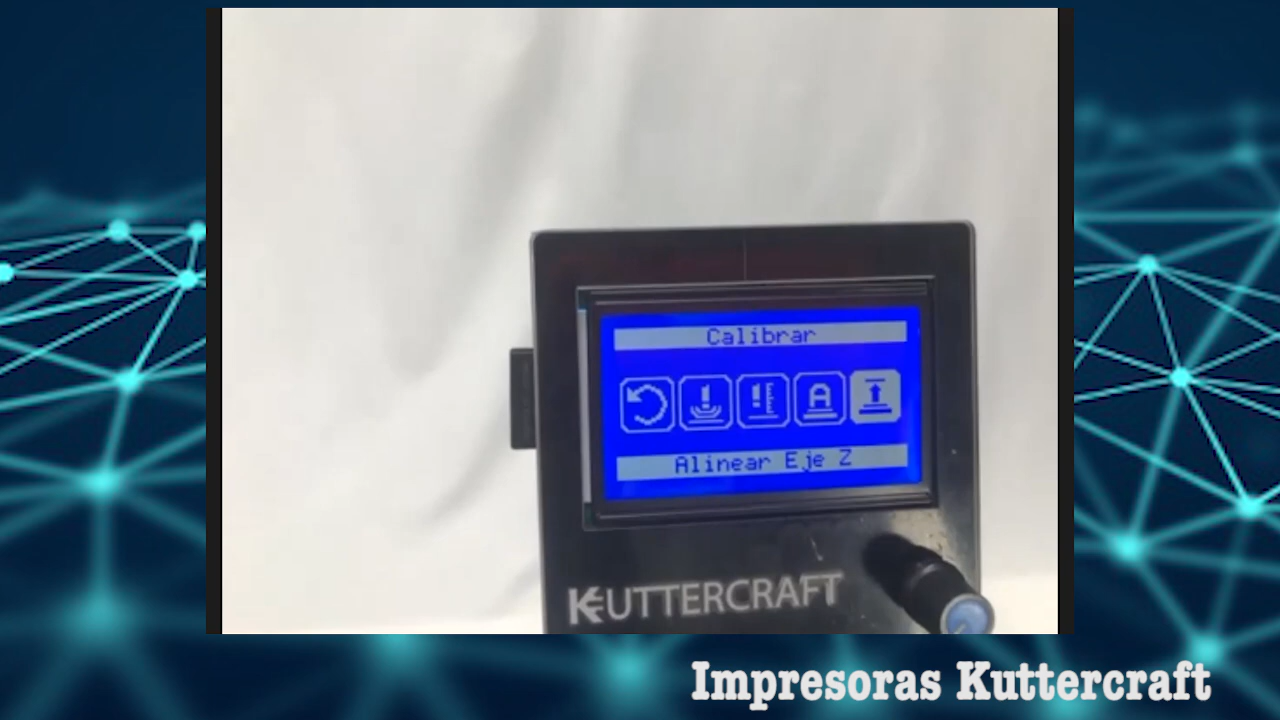 Calibrar
A
Alinear Eje Z
KUTTERCRAFT
Impresoras Kuttercraft